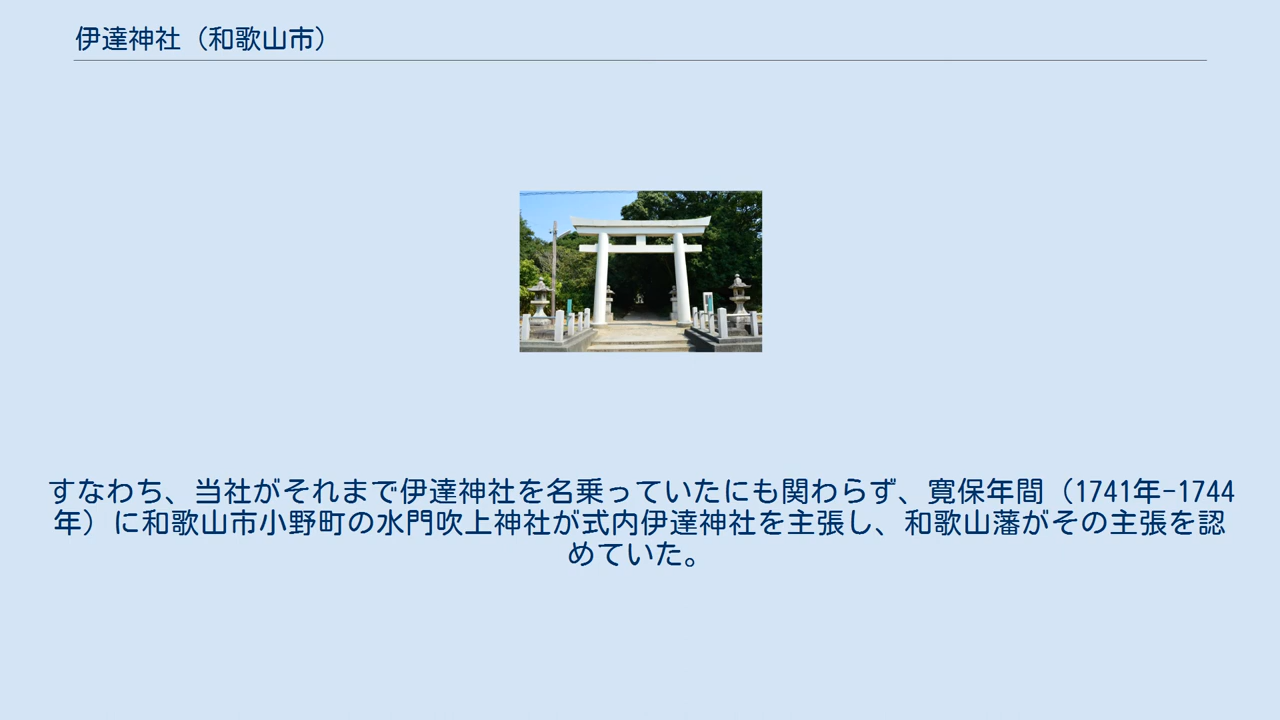 伊達神社（和歌山市）
すなわち、当社がそれまで伊達神社を名乗っていたにも関わらず、寛保年間（1741年-1744
年）に和歌山市小野町の水門吹上神社が式内伊達神社を主張し、和歌山藩がその主張を認
めていた。